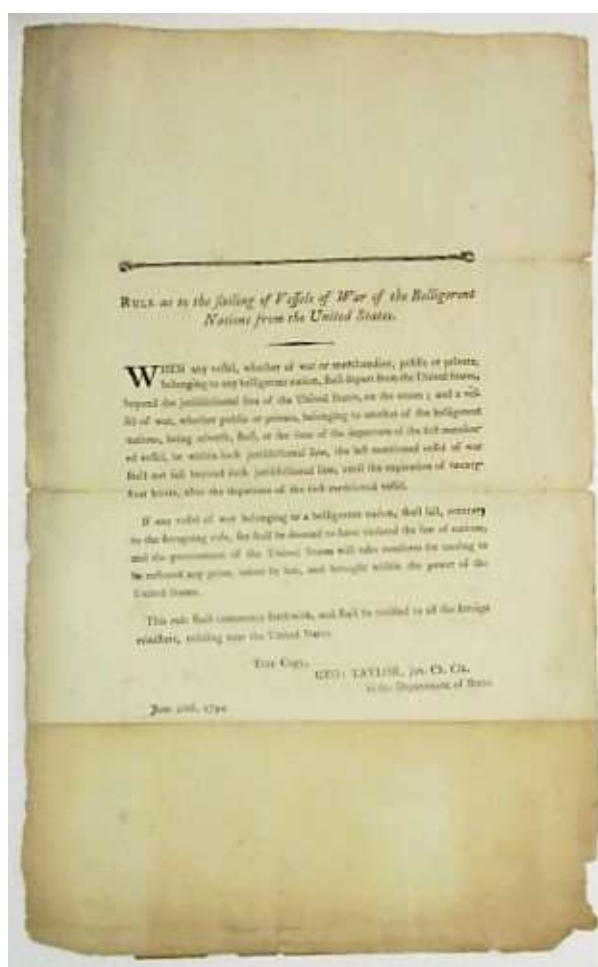 RULE as to the ſailing of Veſſels of War of the Belligerent
Nations from the United States.
WHEN any veſſel, whether of war or merchandize, public or private,
belonging to any belligerent nation, ſhall depart from the United States,
beyond the juriſdictional line of the United States, on the ocean ; and a veſ-
ſel of war, whether public or private, belonging to another of the belligerent
nations, being adverſe, ſhall, at the time of the departure of the firſt mention-
ed veſſel, be within ſuch juriſdictional line, the laſt mentioned veſſel of war
ſhall not ſail beyond ſuch juriſdictional line, until the expiration of twenty-
four hours, after the departure of the firſt mentioned veſſel.
If any veſſel of war belonging to a belligerent nation, ſhall ſail, contrary
to the foregoing rule, ſhe ſhall be deemed to have violated the law of nations;
and the government of the United States will take meaſures for cauſing to
be reſtored any prize, taken by her, and brought within the power of the
United States.
This rule ſhall commence forthwith, and ſhall be notified to all the foreign
miniſters, reſiding near the United States.
True Copy,
GEO: TAYLOR, jun. Ch. Clk.
in the Department of State
June 1794